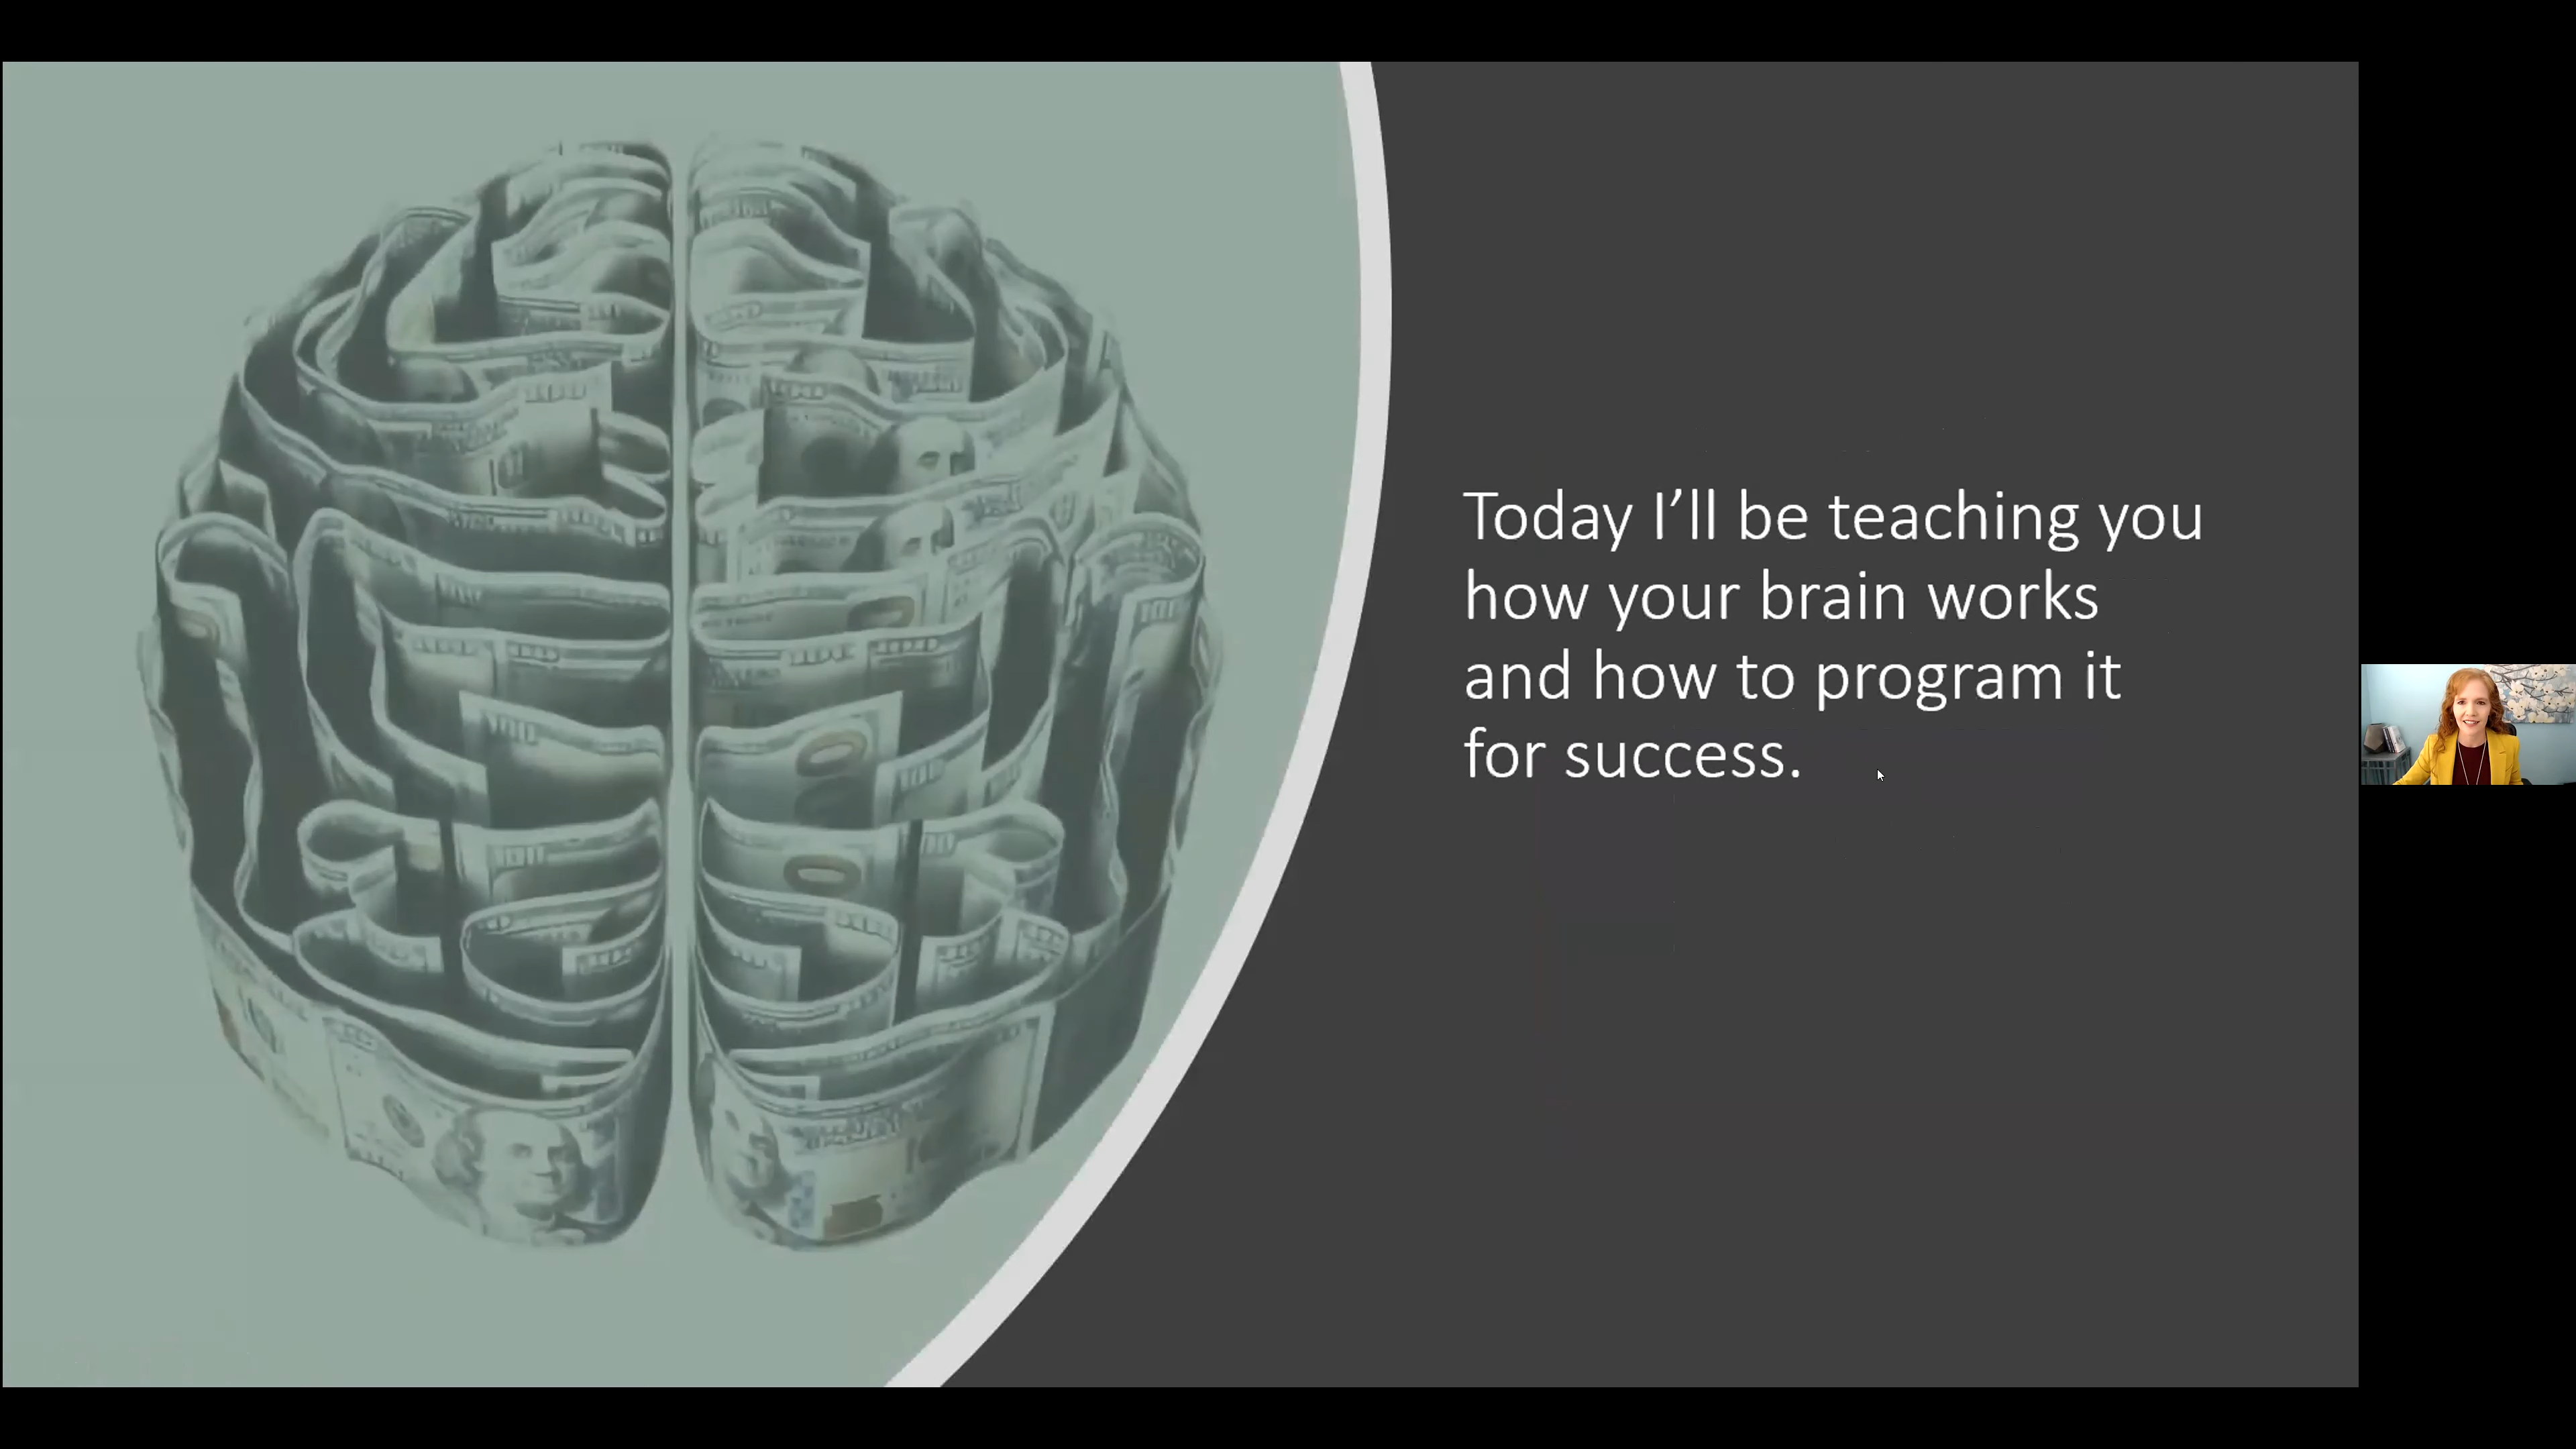 Today I’ll be teaching you
how your brain works
and how to program it
for success.